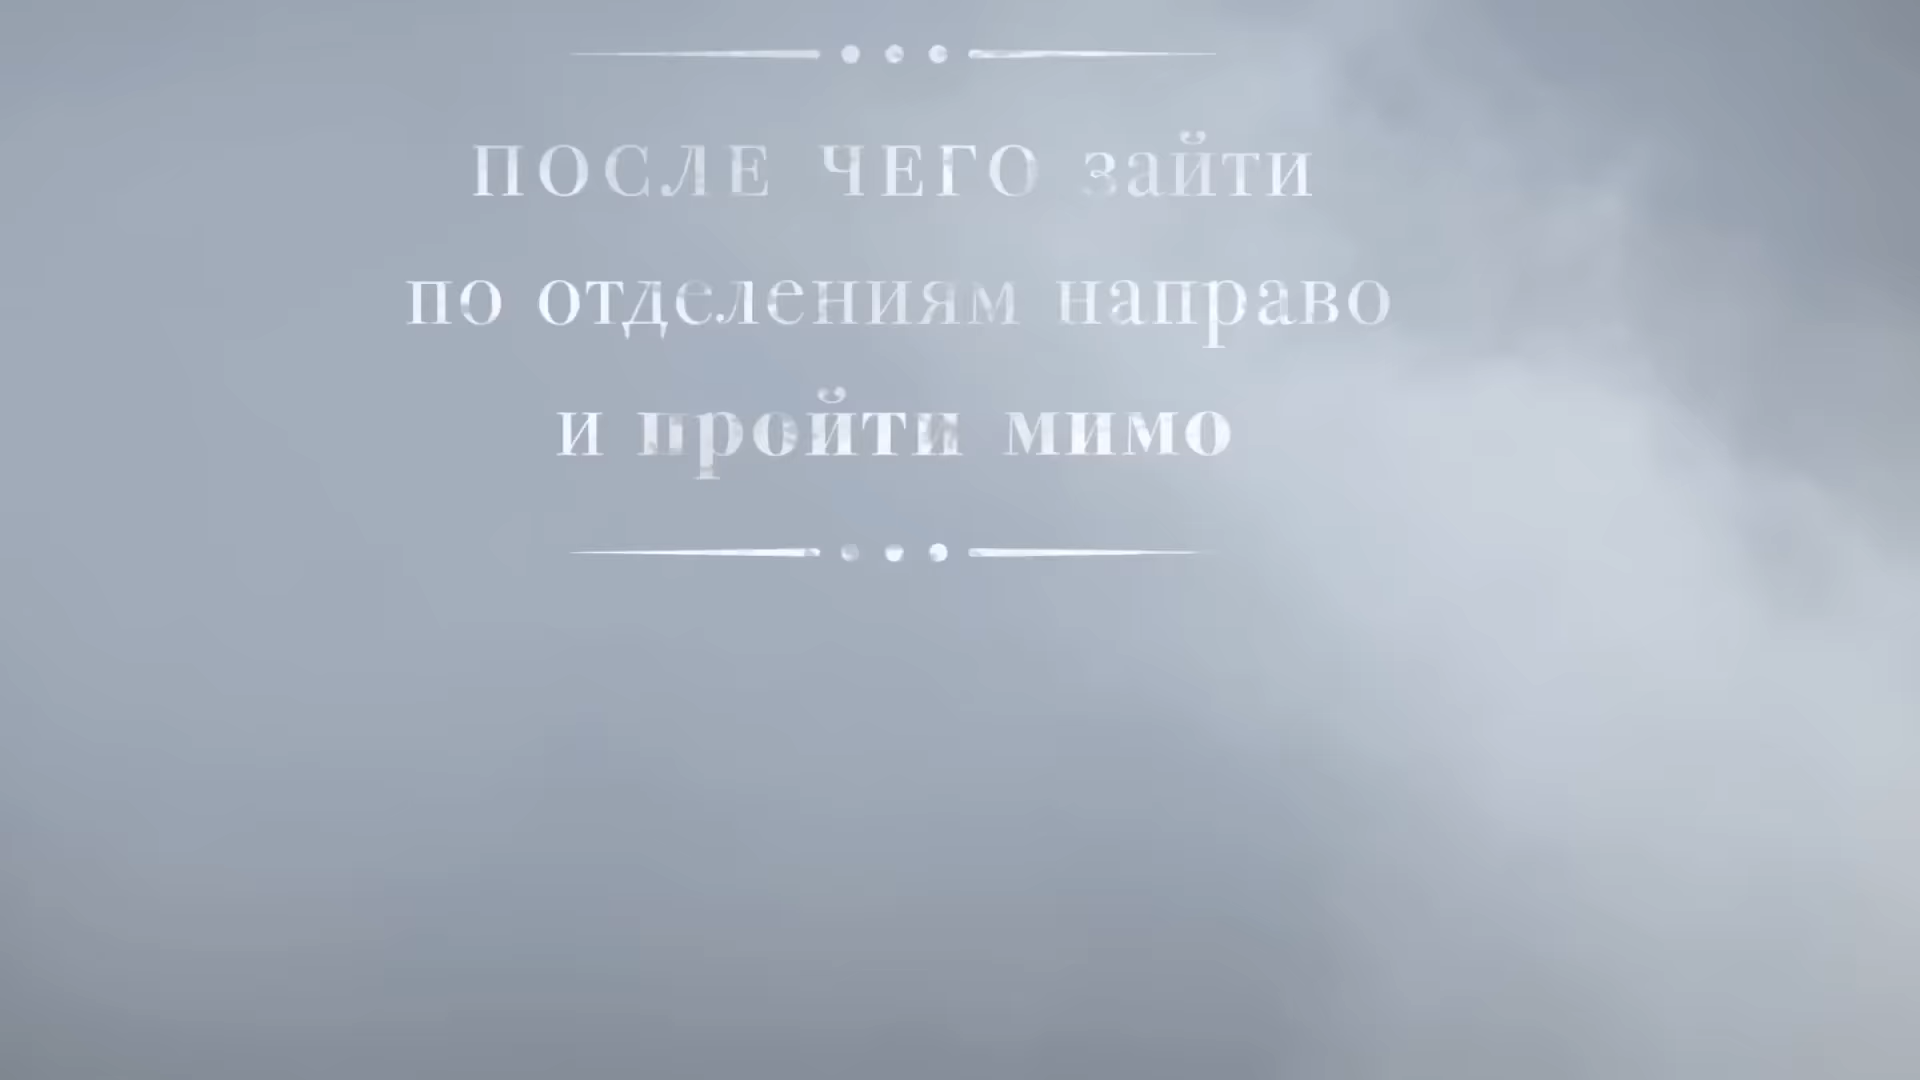 ПОСЛЕ ЧЕГО зайти
по отделениям направо
и пройти мимо